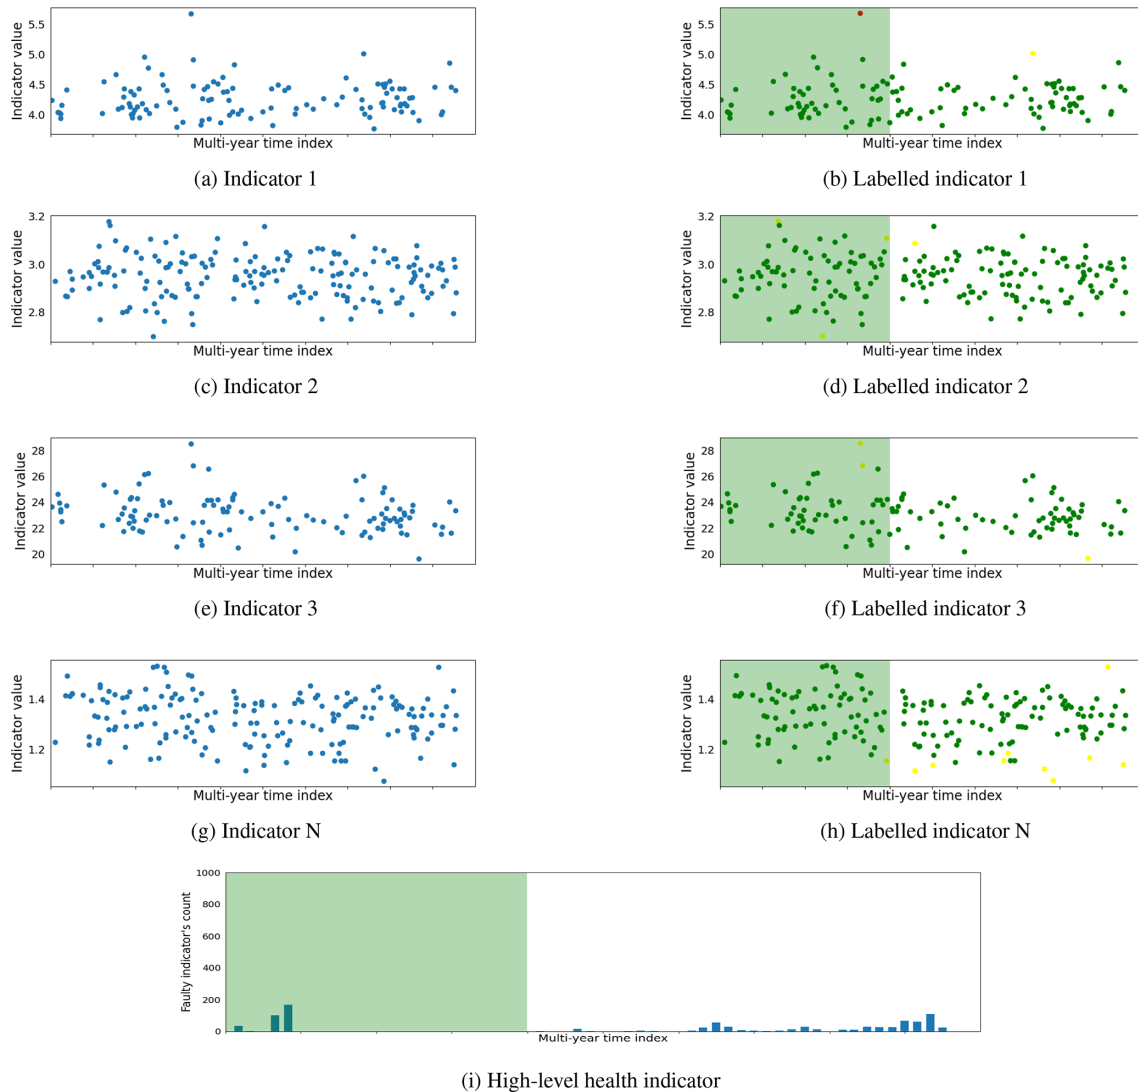 5.5
5.0
4.5
4.0
Indicator value
Multi-year time index
(a) Indicator 1
5.5
5.0
4.5
4.0
Indicator value
Multi-year time index
(b) Labelled indicator 1
3.2
3.0
2.8
Indicator value
Multi-year time index
(c) Indicator 2
3.2
3.0
2.8
Indicator value
Multi-year time index
(d) Labelled indicator 2
28
26
24
22
20
Indicator value
Multi-year time index
(e) Indicator 3
28
26
24
22
20
Indicator value
Multi-year time index
(f) Labelled indicator 3
1.4
1.2
Indicator value
Multi-year time index
(g) Indicator N
1.4
1.2
Indicator value
Multi-year time index
(h) Labelled indicator N
1000
800
600
400
200
0
Faulty indicator's count
Multi-year time index
(i) High-level health indicator